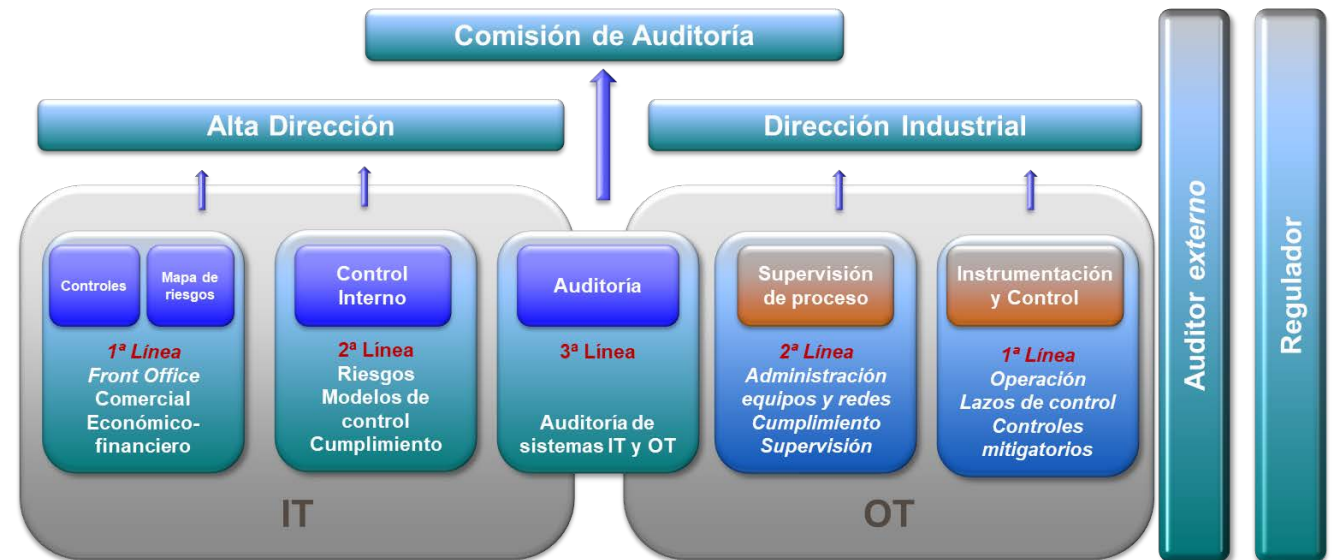 Comisión de Auditoría
Alta Dirección
Dirección Industrial
Controles
Mapa de
riesgos
1ª Línea
Front Office
Comercial
Económico-
financiero
Control
Interno
2ª Línea
Riesgos
Modelos de
control
Cumplimiento
Auditoría
3ª Línea
Auditoría de
sistemas IT y OT
Supervisión
de proceso
2ª Línea
Administración
equipos y redes
Cumplimiento
Supervisión
Instrumentación
y Control
1ª Línea
Operación
Lazos de control
Controles
mitigatorios
IT
OT
Auditor externo
Regulador